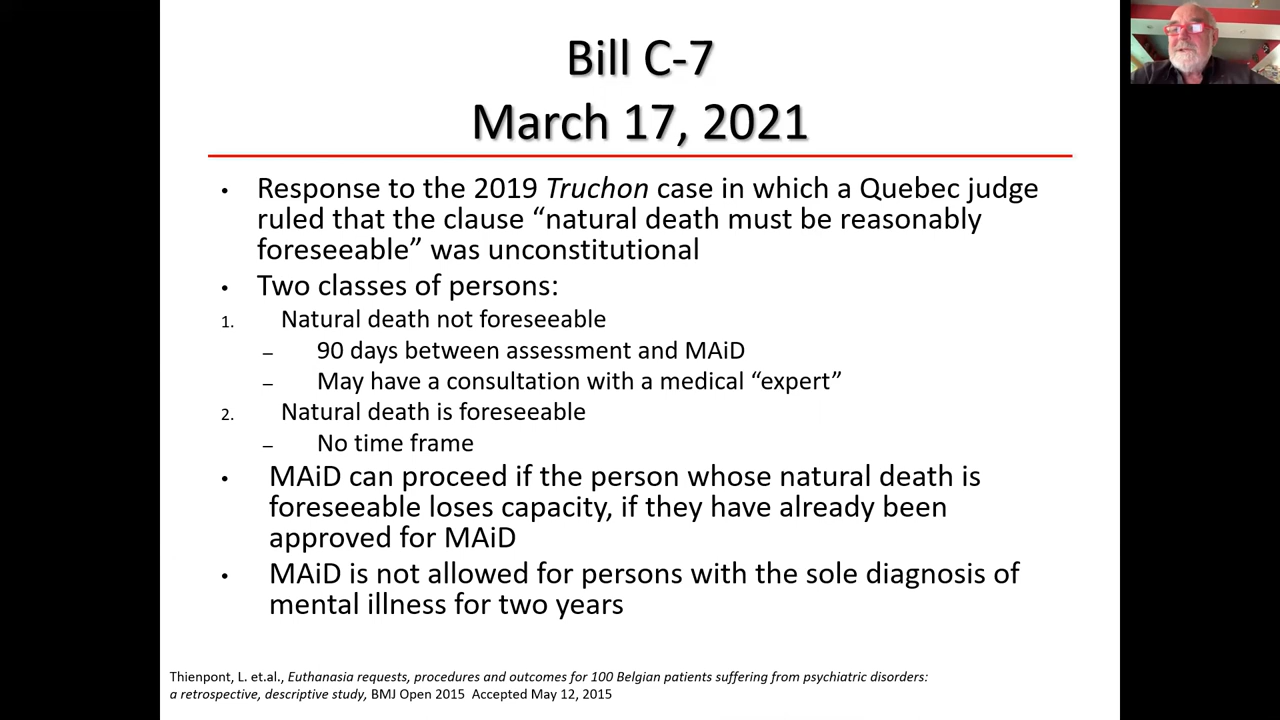 Bill C-7
March 17, 2021
• Response to the 2019 Truchon case in which a Quebec judge
ruled that the clause “natural death must be reasonably
foreseeable” was unconstitutional
• Two classes of persons:
1. Natural death not foreseeable
– 90 days between assessment and MAiD
– May have a consultation with a medical “expert”
2. Natural death is foreseeable
– No time frame
• MAiD can proceed if the person whose natural death is
foreseeable loses capacity, if they have already been
approved for MAiD
• MAiD is not allowed for persons with the sole diagnosis of
mental illness for two years
Thienpont, L. et.al., Euthanasia requests, procedures and outcomes for 100 Belgian patients suffering from psychiatric disorders:
a retrospective, descriptive study, BMJ Open 2015 Accepted May 12, 2015